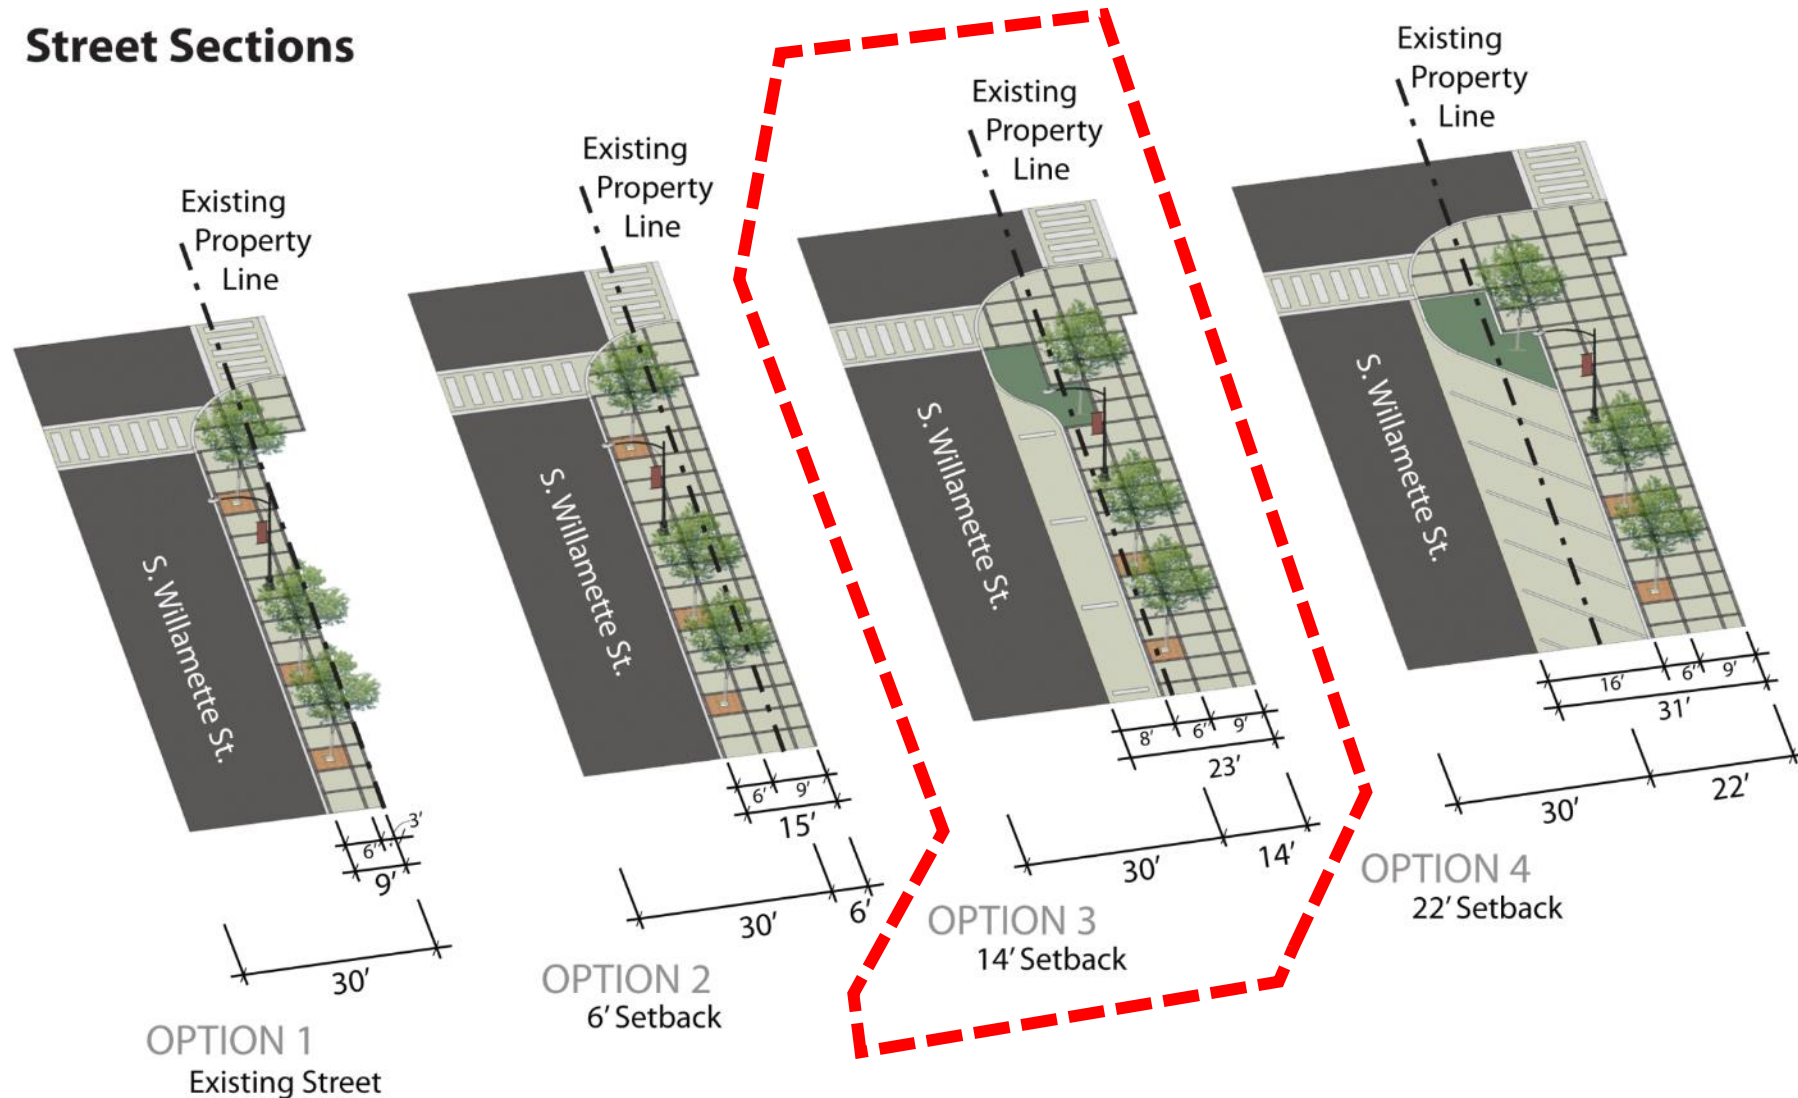 Street Sections
Existing
Property
Line
S. Willamette St.
6'
3'
9'
30'
OPTION 1
Existing Street
Existing
Property
Line
S. Willamette St.
6'
9'
15'
30'
6'
OPTION 2
6' Setback
Existing
Property
Line
S. Willamette St.
8'
6'
9'
23'
30'
14'
OPTION 3
14' Setback
Existing
Property
Line
S. Willamette St.
16'
6'
9'
31'
30'
22'
OPTION 4
22' Setback